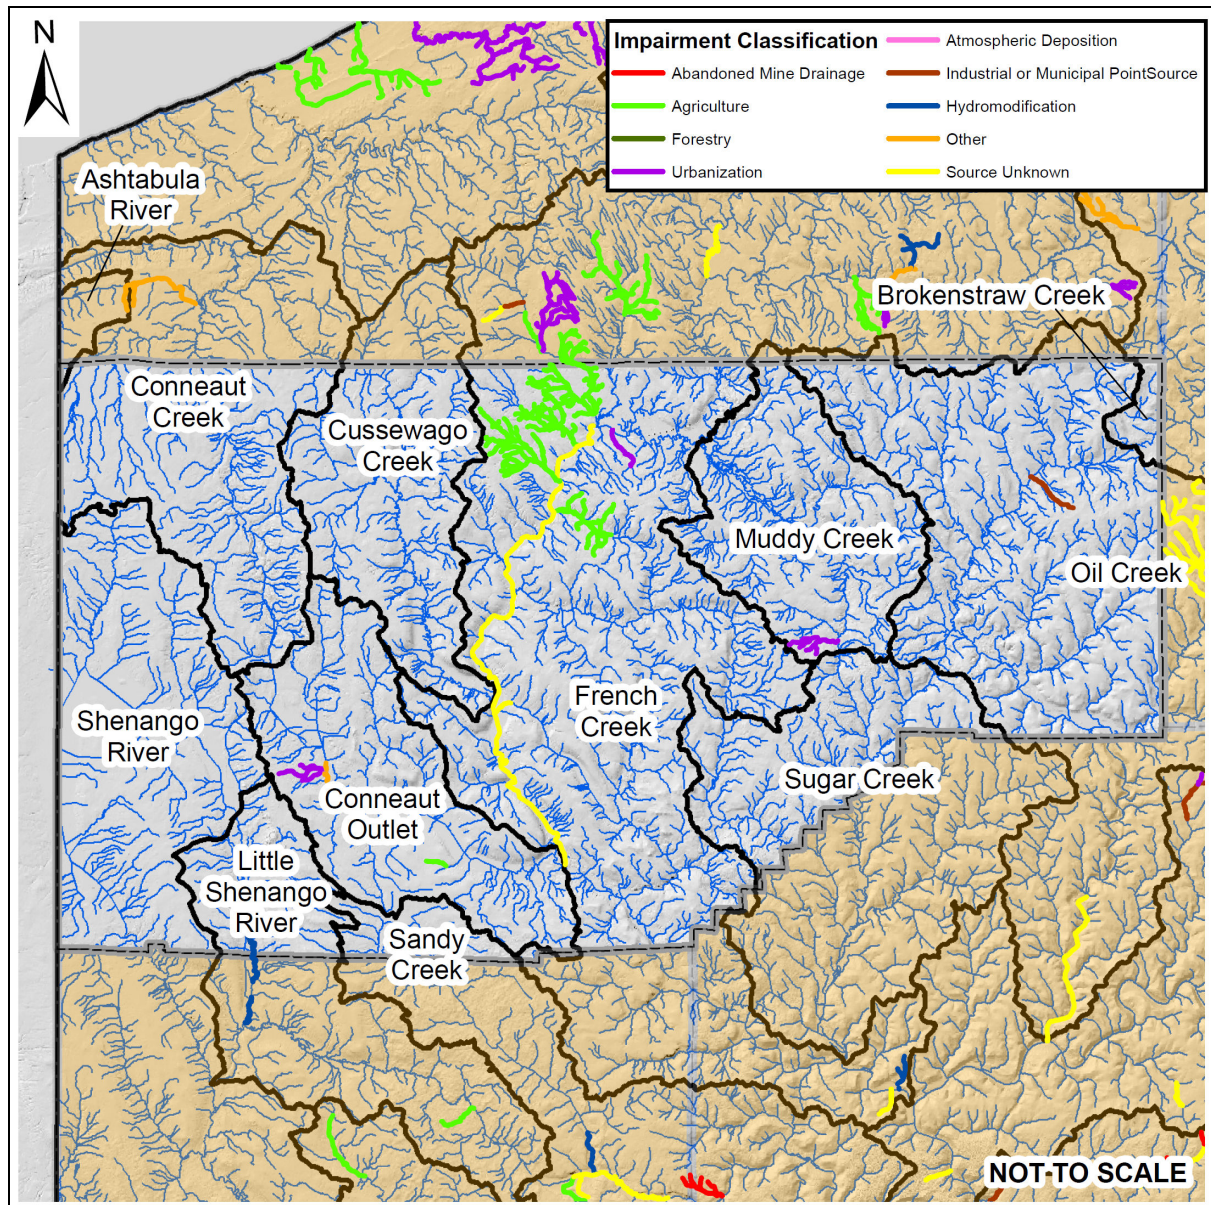 N
Impairment Classification
Abandoned Mine Drainage
Agriculture
Forestry
Urbanization
Atmospheric Deposition
Industrial or Municipal PointSource
Hydromodification
Other
Source Unknown
Ashtabula
River
Brokenstraw Creek
Conneaut
Creek
Cussewago
Creek
Muddy Creek
Oil Creek
French
Creek
Shenango
River
Sugar Creek
Conneaut
Outlet
Little
Shenango
River
Sandy
Creek
NOT-TO SCALE